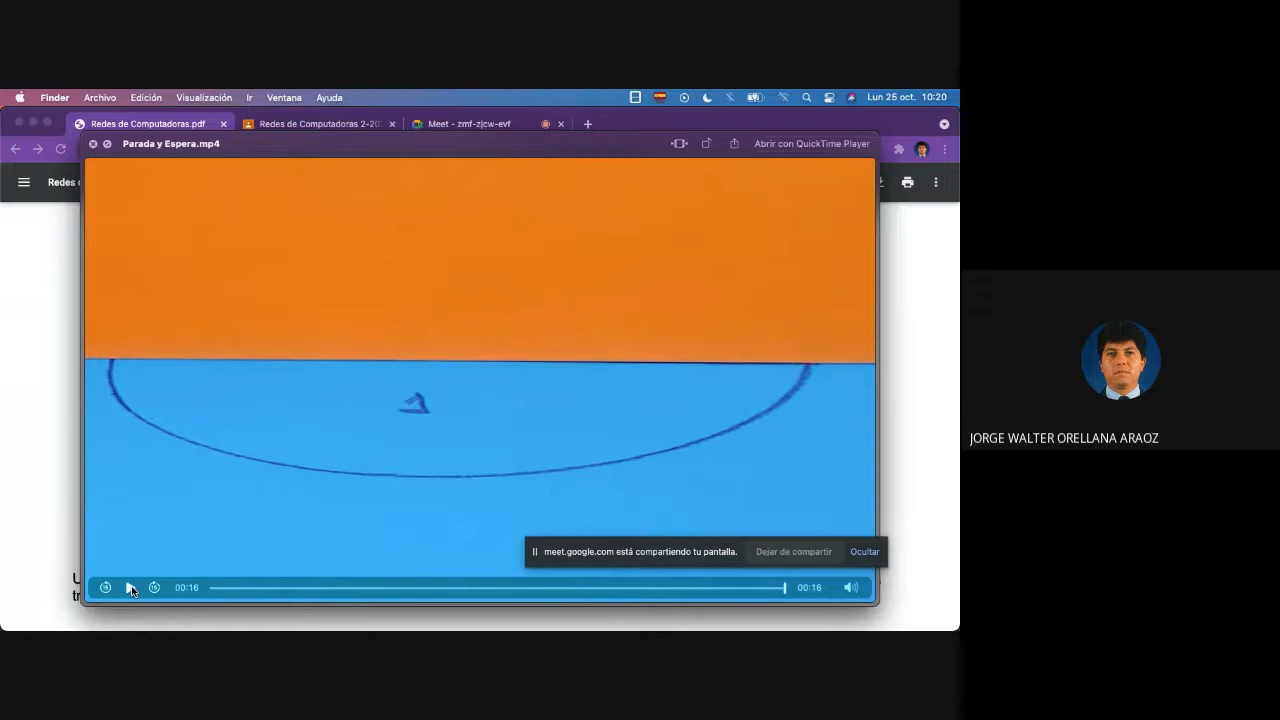 Finder Archivo Edición Visualización Ir Ventana Ayuda Lun 25 oct. 10:20
Redes de Computadoras.pdf Redes de Computadoras 2-20 Meet - zmf-zjcw-evf
Parada y Espera.mp4 Abrir con QuickTime Player
Redes
1
meet.google.com está compartiendo tu pantalla. Dejar de compartir Ocultar
00:16 00:16
JORGE WALTER ORELLANA ARAOZ